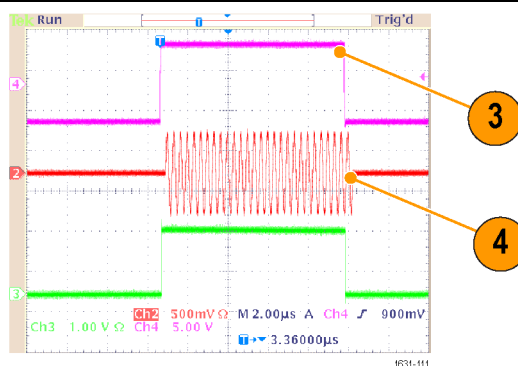 Tek Run Trig'd
T
T
4
3
2
4
3
Ch2 500mV Ω M 2.00µs A Ch4 ʃ 900mV
Ch3 1.00 V Ω Ch4 5.00 V
T→▼ 3.36000µs
1631-111